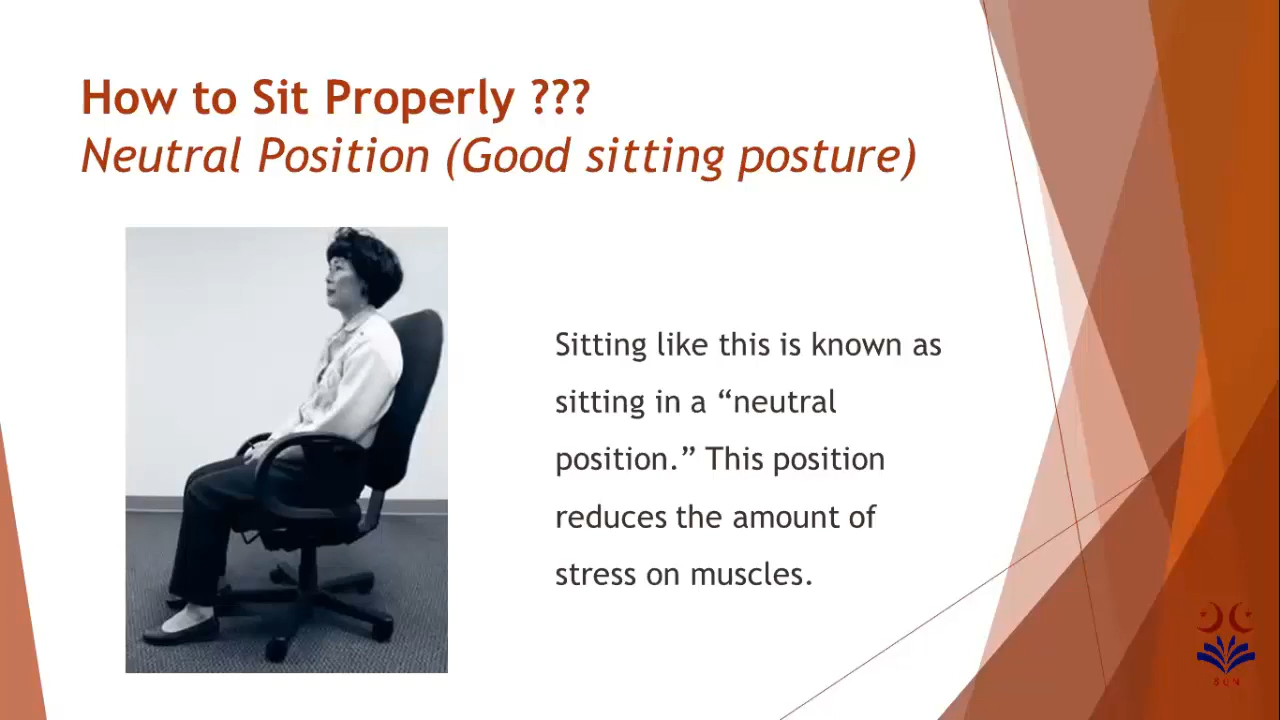 How to Sit Properly ???
Neutral Position (Good sitting posture)
Sitting like this is known as
sitting in a “neutral
position.” This position
reduces the amount of
stress on muscles.